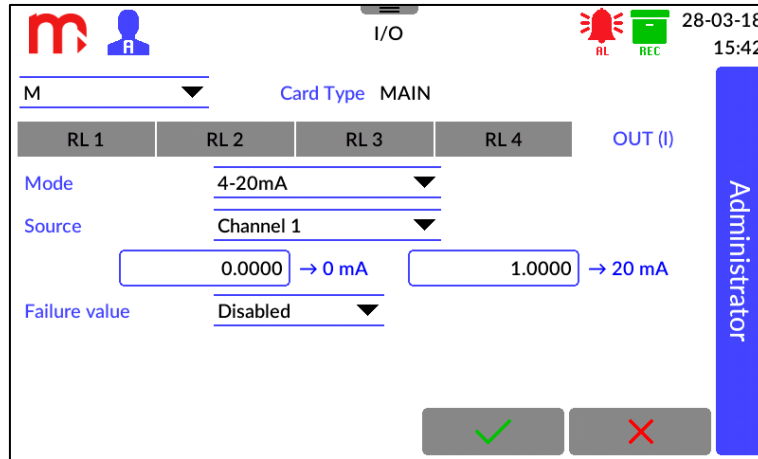 I/O
28-03-18
A
AL
REC
15:42
M
Card Type MAIN
RL 1 RL 2 RL 3 RL 4 OUT (I)
Mode 4-20mA
Source Channel 1
0.0000 → 0 mA 1.0000 → 20 mA
Failure value Disabled
Administrator